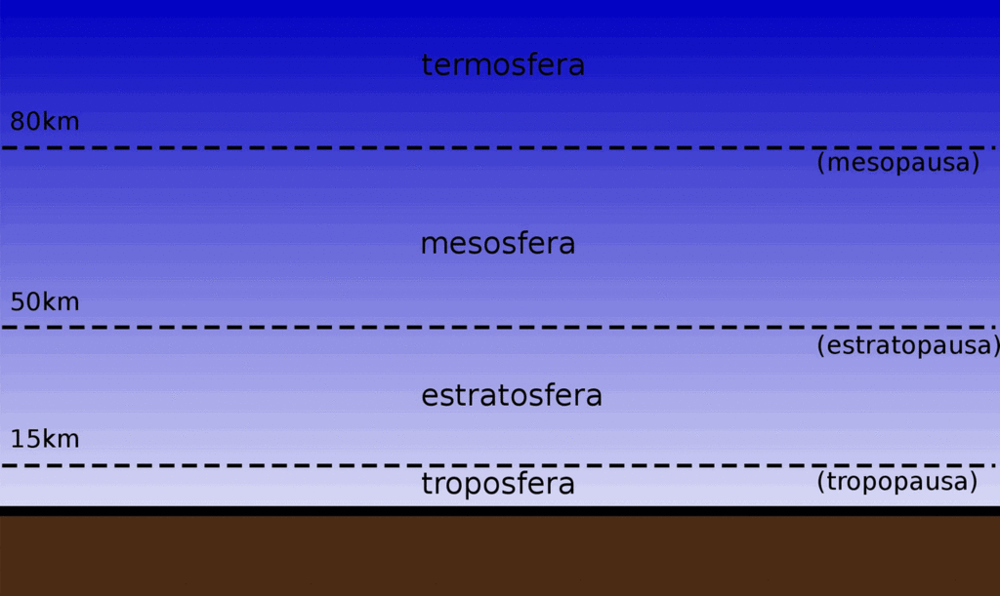 termosfera
80km
(mesopausa)
mesosfera
50km
(estratopausa)
estratosfera
15km
troposfera
(tropopausa)